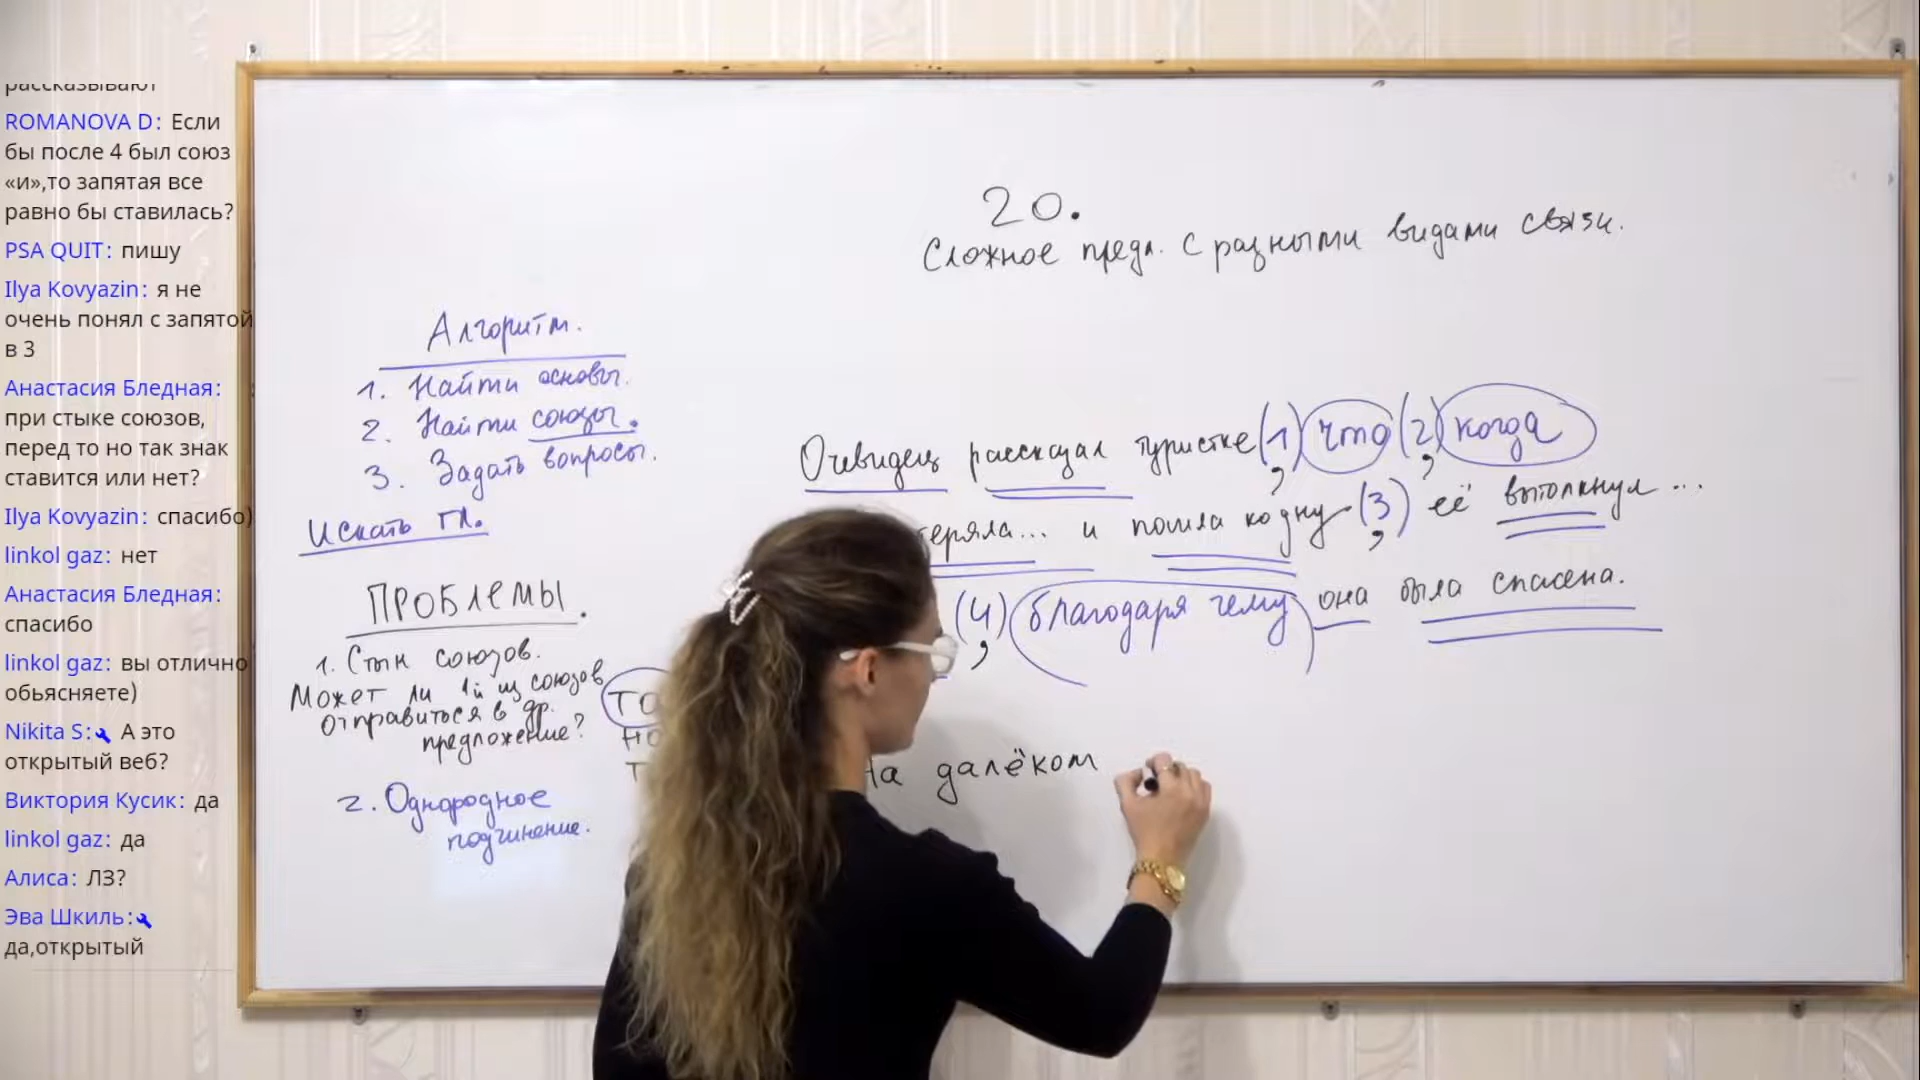 рассказывают
ROMANOVA D: Если
бы после 4 был союз
«и»,то запятая все
равно бы ставилась?
PSA QUIT: пишу
Ilya Kovyazin: я не
очень понял с запятой
в 3
Анастасия Бледная:
при стыке союзов,
перед то но так знак
ставится или нет?
Ilya Kovyazin: спасибо)
linkol gaz: нет
Анастасия Бледная:
спасибо
linkol gaz: вы отлично
обьясняете)
Nikita S: А это
открытый веб?
Виктория Кусик: да
linkol gaz: да
Алиса: ЛЗ?
Эва Шкиль:
да,открытый
20.
Сложное предл. с разными видами связи.
Алгоритм.
1. Найти основы.
2. Найти союзы.
3. Задать вопросы.
Искать гл.
ПРОБЛЕМЫ.
1. Стык союзов.
Может ли 1й из союзов
отправиться в др.
предложение?
2. Однородное
подчинение.
ТО
НО
Т
Очевидец рассказал туристке (1), что (2), когда
теряла... и пошла ко дну (3), её вытолкнул...
(4), благодаря чему она была спасена.
На далёком